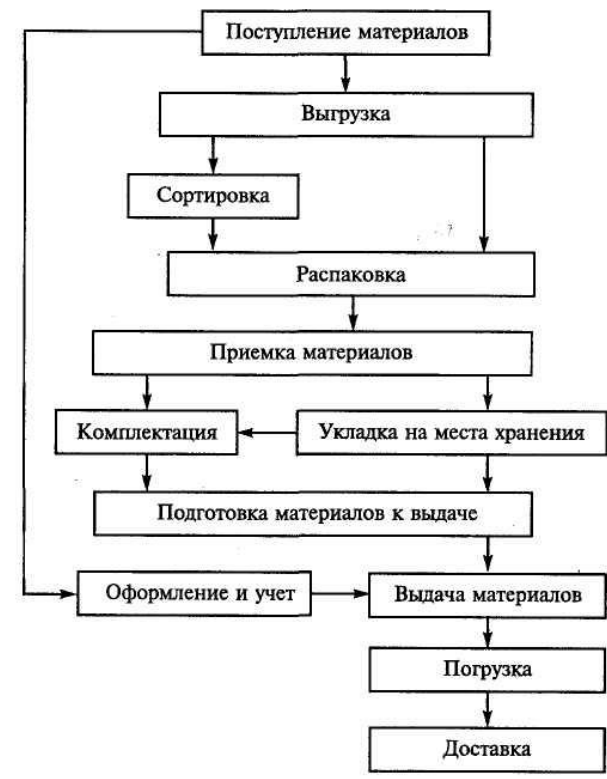 Поступление материалов
Выгрузка
Сортировка
Распаковка
Приемка материалов
Комплектация
Укладка на места хранения
Подготовка материалов к выдаче
Оформление и учет
Выдача материалов
Погрузка
Доставка